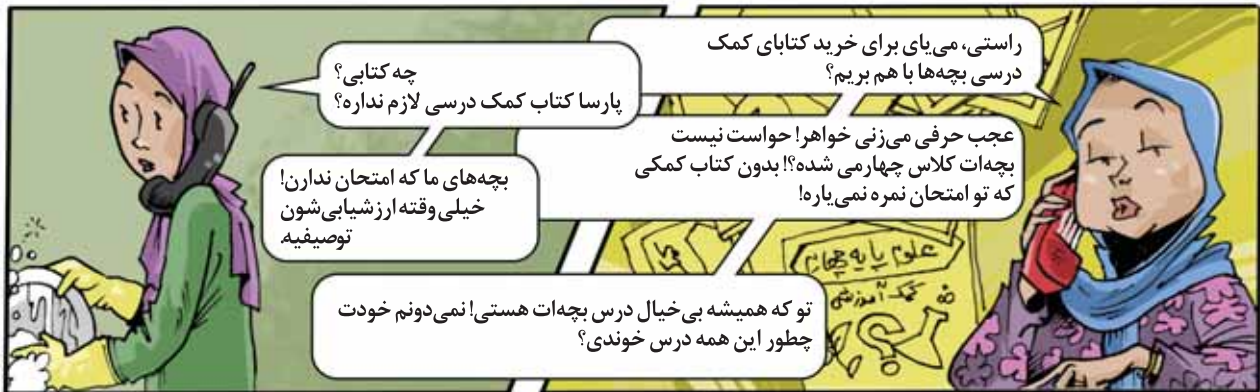 راستی، می‌یای برای خرید کتابای کمک
درسی بچه‌ها با هم بریم؟
چه کتابی؟
پارسا کتاب کمک درسی لازم نداره؟
عجب حرفی می‌زنی خواهر! حواست نیست
بچه‌ات کلاس چهارمی شده؟! بدون کتاب کمکی
که تو امتحان نمره نمی‌یاره!
بچه‌های ما که امتحان ندارن!
خیلی وقته ارزشیابی‌شون
توصیفیه.
تو که همیشه بی‌خیال درس بچه‌ات هستی! نمی‌دونم خودت
چطور این همه درس خوندی؟
علوم پایه چهارم
کمک آموزشی